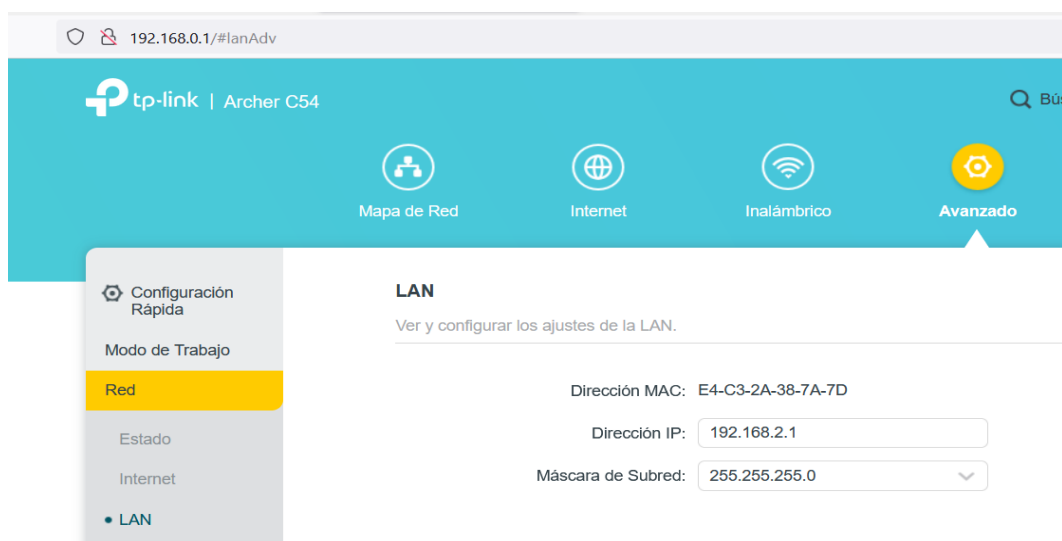 192.168.0.1/#lanAdv
tp-link | Archer C54
Mapa de Red
Internet
Inalámbrico
Avanzado
Configuración
Rápida
Modo de Trabajo
Red
Estado
Internet
• LAN
LAN
Ver y configurar los ajustes de la LAN.
Dirección MAC: E4-C3-2A-38-7A-7D
Dirección IP: 192.168.2.1
Máscara de Subred: 255.255.255.0